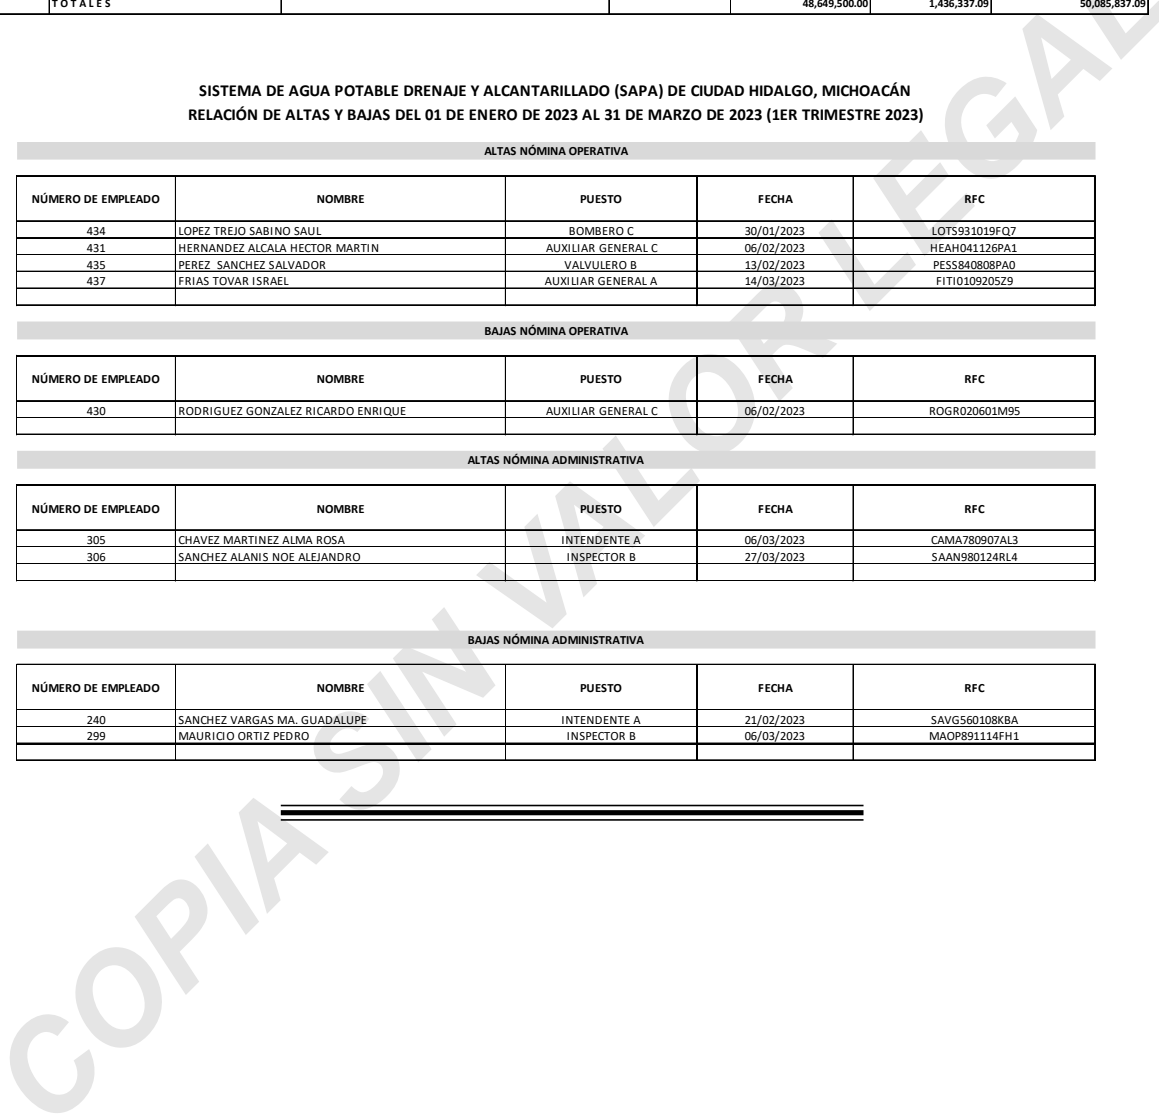 TOTALES 48,649,500.00 1,436,337.09 50,085,837.09
SISTEMA DE AGUA POTABLE DRENAJE Y ALCANTARILLADO (SAPA) DE CIUDAD HIDALGO, MICHOACÁN
RELACIÓN DE ALTAS Y BAJAS DEL 01 DE ENERO DE 2023 AL 31 DE MARZO DE 2023 (1ER TRIMESTRE 2023)
ALTAS NÓMINA OPERATIVA
NÚMERO DE EMPLEADO NOMBRE PUESTO FECHA RFC
434 LOPEZ TREJO SABINO SAUL BOMBERO C 30/01/2023 LOTS931019FQ7
431 HERNANDEZ ALCALA HECTOR MARTIN AUXILIAR GENERAL C 06/02/2023 HEAH041126PA1
435 PEREZ SANCHEZ SALVADOR VALVULERO B 13/02/2023 PESS840808PA0
437 FRIAS TOVAR ISRAEL AUXILIAR GENERAL A 14/03/2023 FITI0109205Z9
BAJAS NÓMINA OPERATIVA
NÚMERO DE EMPLEADO NOMBRE PUESTO FECHA RFC
430 RODRIGUEZ GONZALEZ RICARDO ENRIQUE AUXILIAR GENERAL C 06/02/2023 ROGR020601M95
ALTAS NÓMINA ADMINISTRATIVA
NÚMERO DE EMPLEADO NOMBRE PUESTO FECHA RFC
305 CHAVEZ MARTINEZ ALMA ROSA INTENDENTE A 06/03/2023 CAMA780907AL3
306 SANCHEZ ALANIS NOE ALEJANDRO INSPECTOR B 27/03/2023 SAAN980124RL4
BAJAS NÓMINA ADMINISTRATIVA
NÚMERO DE EMPLEADO NOMBRE PUESTO FECHA RFC
240 SANCHEZ VARGAS MA. GUADALUPE INTENDENTE A 21/02/2023 SAVG560108KBA
299 MAURICIO ORTIZ PEDRO INSPECTOR B 06/03/2023 MAOP891114FH1
COPIA SIN VALOR LEGAL